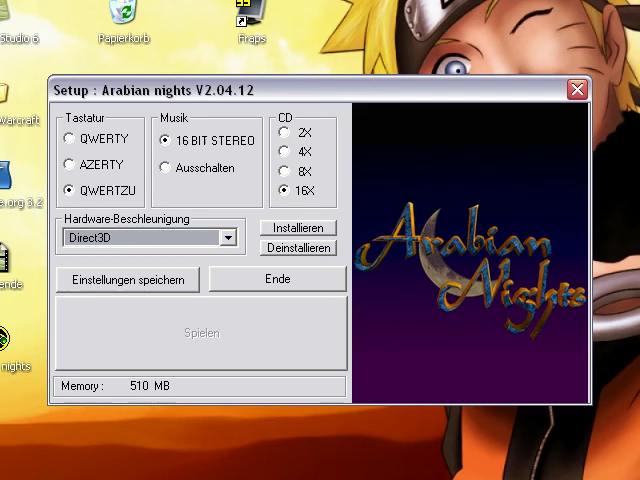 Studio 6
Papierkorb
Fraps
Warcraft
e.org 3.2
ende
nights
Setup : Arabian nights V2.04.12
Tastatur
QWERTY
AZERTY
QWERTZU
Musik
16 BIT STEREO
Ausschalten
CD
2X
4X
8X
16X
Hardware-Beschleunigung
Direct3D
Installieren
Deinstallieren
Einstellungen speichern
Ende
Spielen
Memory : 510 MB
Arabian
Nights